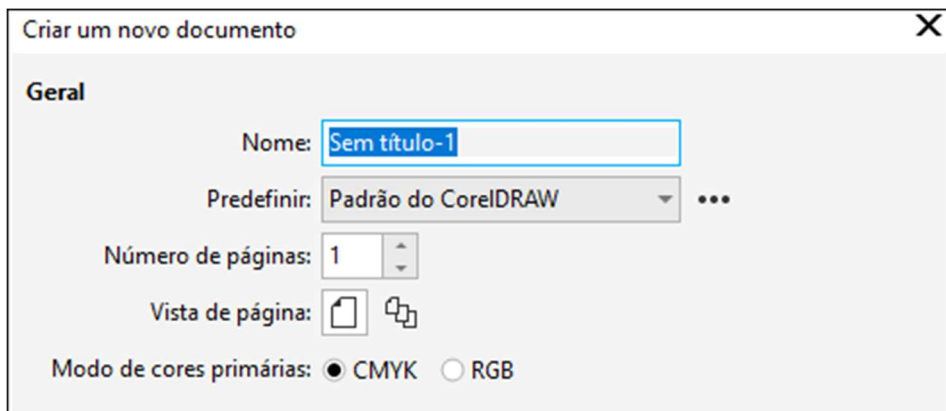 Criar um novo documento
Geral
Nome: Sem título-1
Predefinir: Padrão do CorelDRAW
Número de páginas: 1
Vista de página:
Modo de cores primárias: CMYK RGB